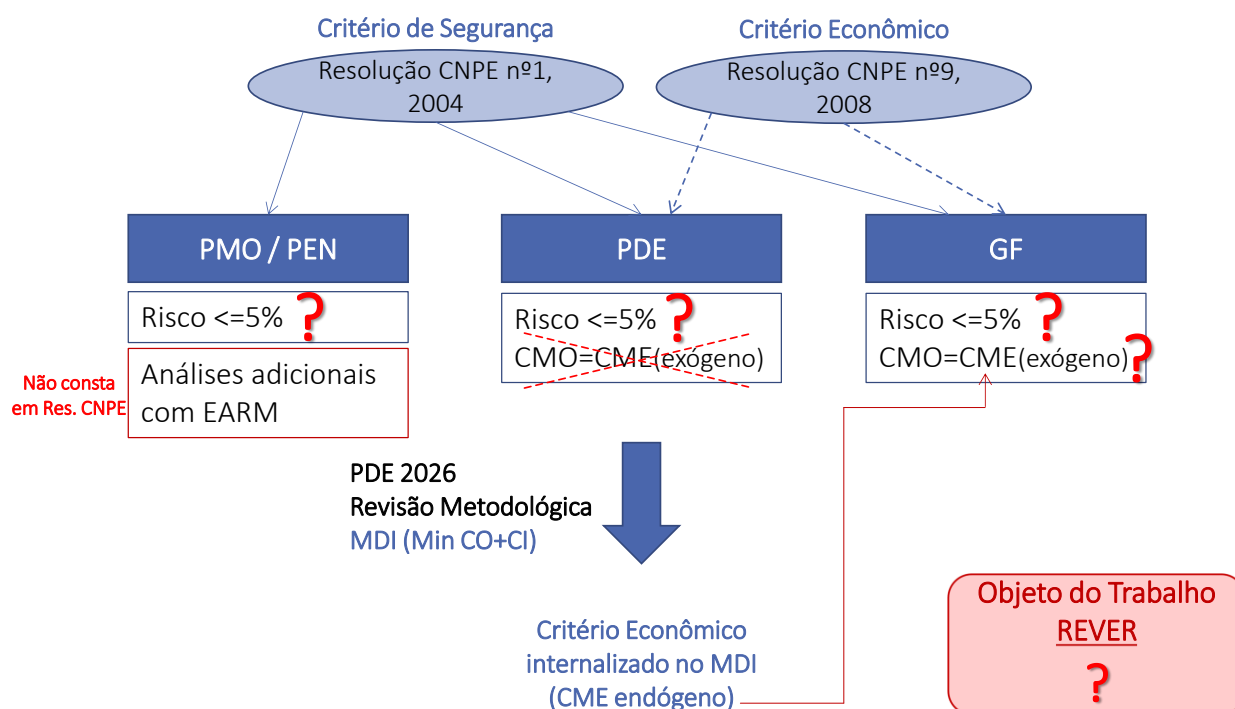 Critério de Segurança
Resolução CNPE nº1,
2004
Critério Econômico
Resolução CNPE nº9,
2008
PMO / PEN
Risco <=5% ?
Análises adicionais
com EARM
Não consta
em Res. CNPE
PDE
Risco <=5% ?
CMO=CME(exógeno)
GF
Risco <=5% ?
CMO=CME(exógeno) ?
PDE 2026
Revisão Metodológica
MDI (Min CO+CI)
Critério Econômico
internalizado no MDI
(CME endógeno)
Objeto do Trabalho
REVER
?